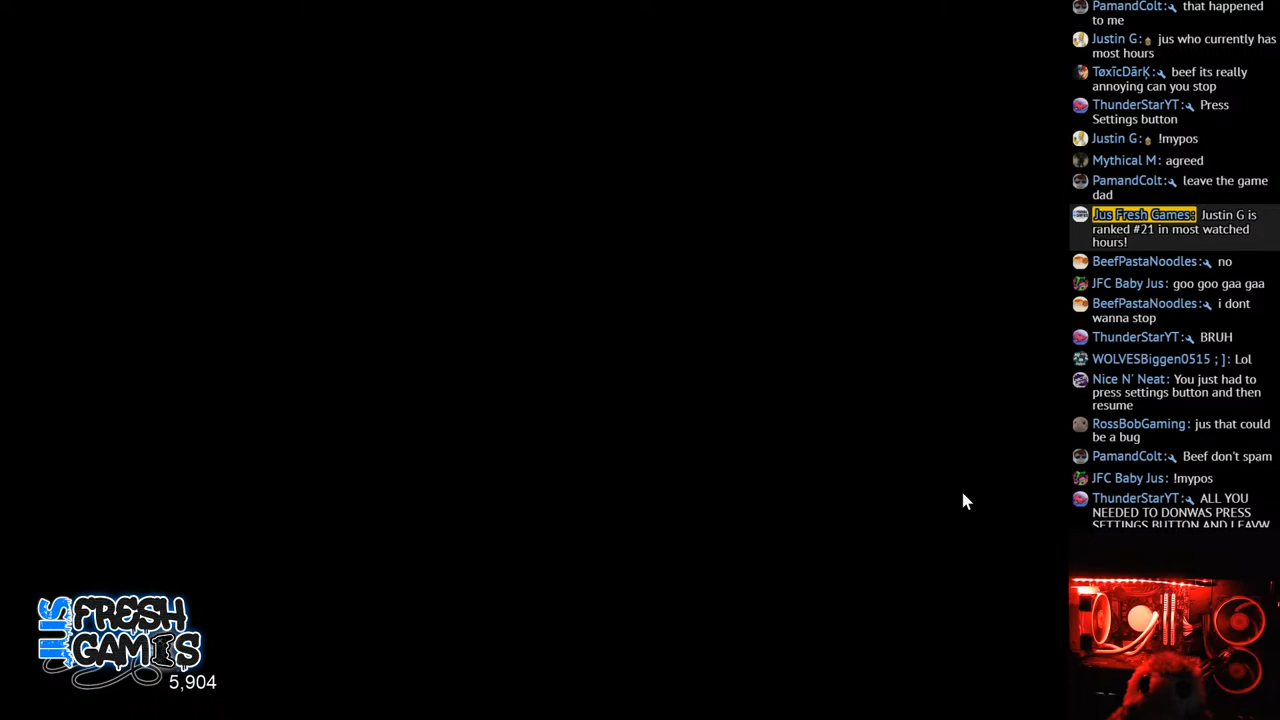 PamandColt: that happened
to me
Justin G: jus who currently has
most hours
TøxīcDārĶ: beef its really
annoying can you stop
ThunderStarYT: Press
Settings button
Justin G: !mypos
Mythical M: agreed
PamandColt: leave the game
dad
Jus Fresh Games: Justin G is
ranked #21 in most watched
hours!
BeefPastaNoodles: no
JFC Baby Jus: goo goo gaa gaa
BeefPastaNoodles: i dont
wanna stop
ThunderStarYT: BRUH
WOLVESBiggen0515 ; ]: Lol
Nice N' Neat: You just had to
press settings button and then
resume
RossBobGaming: jus that could
be a bug
PamandColt: Beef don't spam
JFC Baby Jus: !mypos
ThunderStarYT: ALL YOU
NEEDED TO DONWAS PRESS
SETTINGS BUTTON AND LEAVW
JUS
FRESH
GAMES
5,904